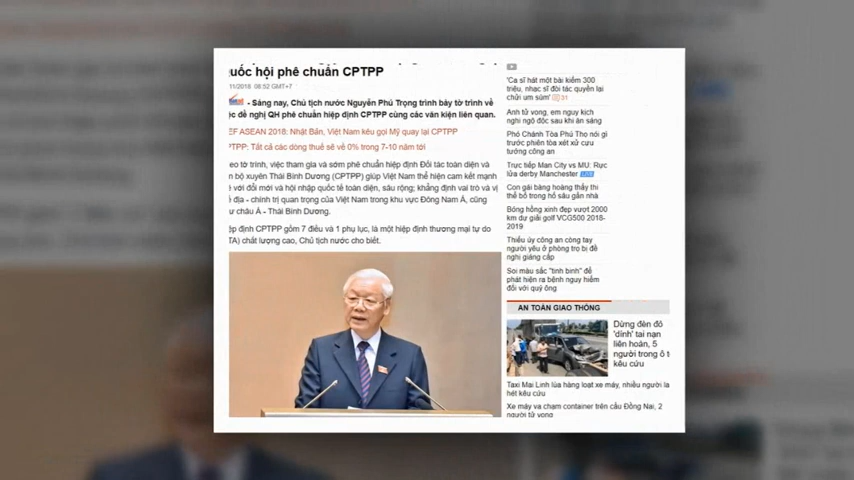 uốc hội phê chuẩn CPTPP
11/2018 08:52 GMT+7
- Sáng nay, Chủ tịch nước Nguyễn Phú Trọng trình bày tờ trình về
c đề nghị QH phê chuẩn hiệp định CPTPP cùng các văn kiện liên quan.
EF ASEAN 2018: Nhật Bản, Việt Nam kêu gọi Mỹ quay lại CPTPP
PTPP: Tất cả các dòng thuế sẽ về 0% trong 7-10 năm tới
eo tờ trình, việc tham gia và sớm phê chuẩn hiệp định Đối tác toàn diện và
n bộ xuyên Thái Bình Dương (CPTPP) giúp Việt Nam thể hiện cam kết mạnh
ẽ với đổi mới và hội nhập quốc tế toàn diện, sâu rộng; khẳng định vai trò và vị
ế địa - chính trị quan trọng của Việt Nam trong khu vực Đông Nam Á, cũng
ư châu Á - Thái Bình Dương.
ệp định CPTPP gồm 7 điều và 1 phụ lục, là một hiệp định thương mại tự do
TA) chất lượng cao, Chủ tịch nước cho biết.
'Ca sĩ hát một bài kiếm 300
triệu, nhạc sĩ đòi tác quyền lại
chửi um sùm' 31
Anh tử vong, em nguy kịch
nghi ngộ độc sau khi ăn sáng
Phó Chánh Tòa Phú Thọ nói gì
trước phiên tòa xét xử cựu
tướng công an
Trực tiếp Man City vs MU: Rực
lửa derby Manchester LIVE
Con gái bàng hoàng thấy thi
thể bố trong hố sâu gần nhà
Bóng hồng xinh đẹp vượt 2000
km dự giải golf VCG500 2018-
2019
Thiếu úy công an còng tay
người yêu ở phòng trọ bị đề
nghị giáng cấp
Soi màu sắc "tinh binh" để
phát hiện ra bệnh nguy hiểm
đối với quý ông
AN TOÀN GIAO THÔNG
Dừng đèn đỏ
'dính' tai nạn
liên hoàn, 5
người trong ô t
kêu cứu
Taxi Mai Linh lùa hàng loạt xe máy, nhiều người la
hét kêu cứu
Xe máy va chạm container trên cầu Đồng Nai, 2
người tử vong